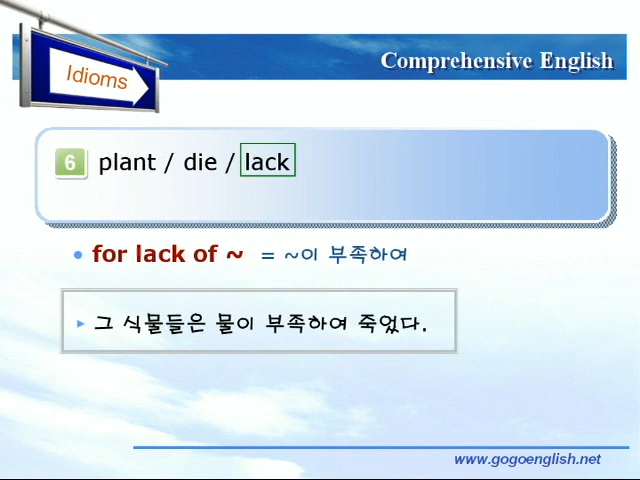 Idioms
Comprehensive English
6 plant / die / lack
• for lack of ~ = ~이 부족하여
▸ 그 식물들은 물이 부족하여 죽었다.
www.gogoenglish.net